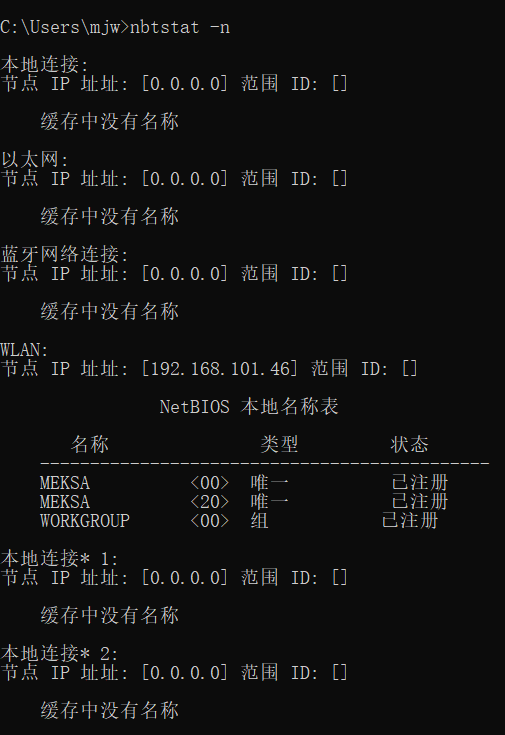 C:\Users\mjw>nbtstat -n
本地连接:
节点 IP 址址: [0.0.0.0] 范围 ID: []
缓存中没有名称
以太网:
节点 IP 址址: [0.0.0.0] 范围 ID: []
缓存中没有名称
蓝牙网络连接:
节点 IP 址址: [0.0.0.0] 范围 ID: []
缓存中没有名称
WLAN:
节点 IP 址址: [192.168.101.46] 范围 ID: []
NetBIOS 本地名称表
名称 类型 状态
---------------------------------------------
MEKSA <00> 唯一 已注册
MEKSA <20> 唯一 已注册
WORKGROUP <00> 组 已注册
本地连接* 1:
节点 IP 址址: [0.0.0.0] 范围 ID: []
缓存中没有名称
本地连接* 2:
节点 IP 址址: [0.0.0.0] 范围 ID: []
缓存中没有名称